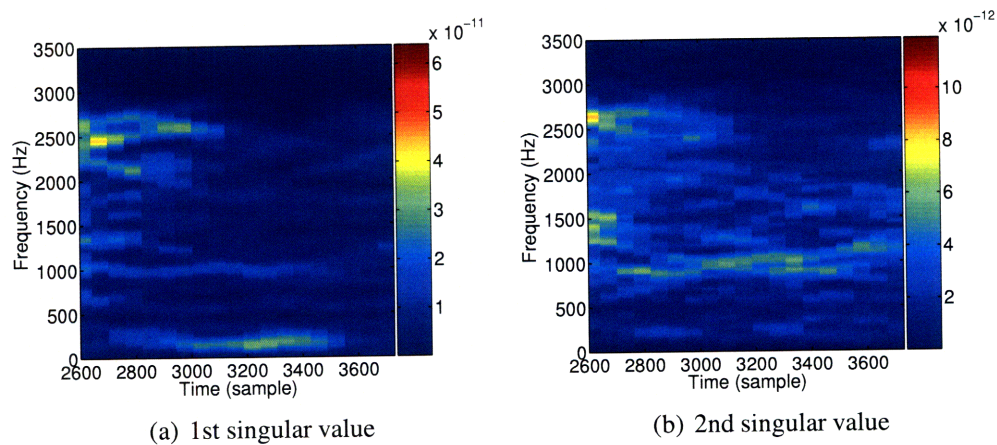 x 10⁻¹¹
3500
3000
2500
2000
1500
1000
500
0
Frequency (Hz)
2600 2800 3000 3200 3400 3600
Time (sample)
6
5
4
3
2
1
(a) 1st singular value
x 10⁻¹²
3500
3000
2500
2000
1500
1000
500
0
Frequency (Hz)
2600 2800 3000 3200 3400 3600
Time (sample)
10
8
6
4
2
(b) 2nd singular value